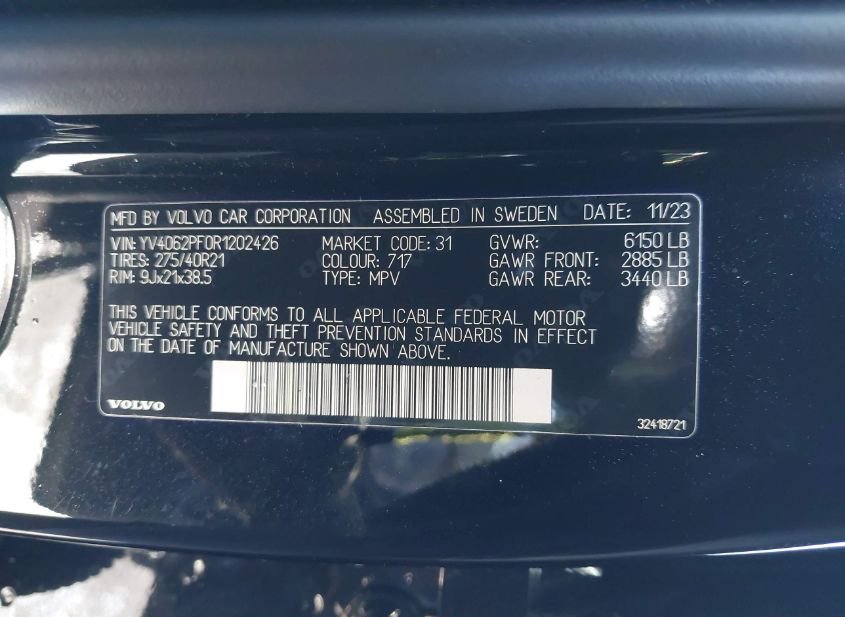 MFD BY VOLVO CAR CORPORATION ASSEMBLED IN SWEDEN DATE: 11/23
VIN: YV4062PF0R1202426 MARKET CODE: 31 GVWR: 6150 LB
TIRES: 275/40R21 COLOUR: 717 GAWR FRONT: 2885 LB
RIM: 9Jx21x38.5 TYPE: MPV GAWR REAR: 3440 LB
THIS VEHICLE CONFORMS TO ALL APPLICABLE FEDERAL MOTOR
VEHICLE SAFETY AND THEFT PREVENTION STANDARDS IN EFFECT
ON THE DATE OF MANUFACTURE SHOWN ABOVE.
VOLVO
32418721